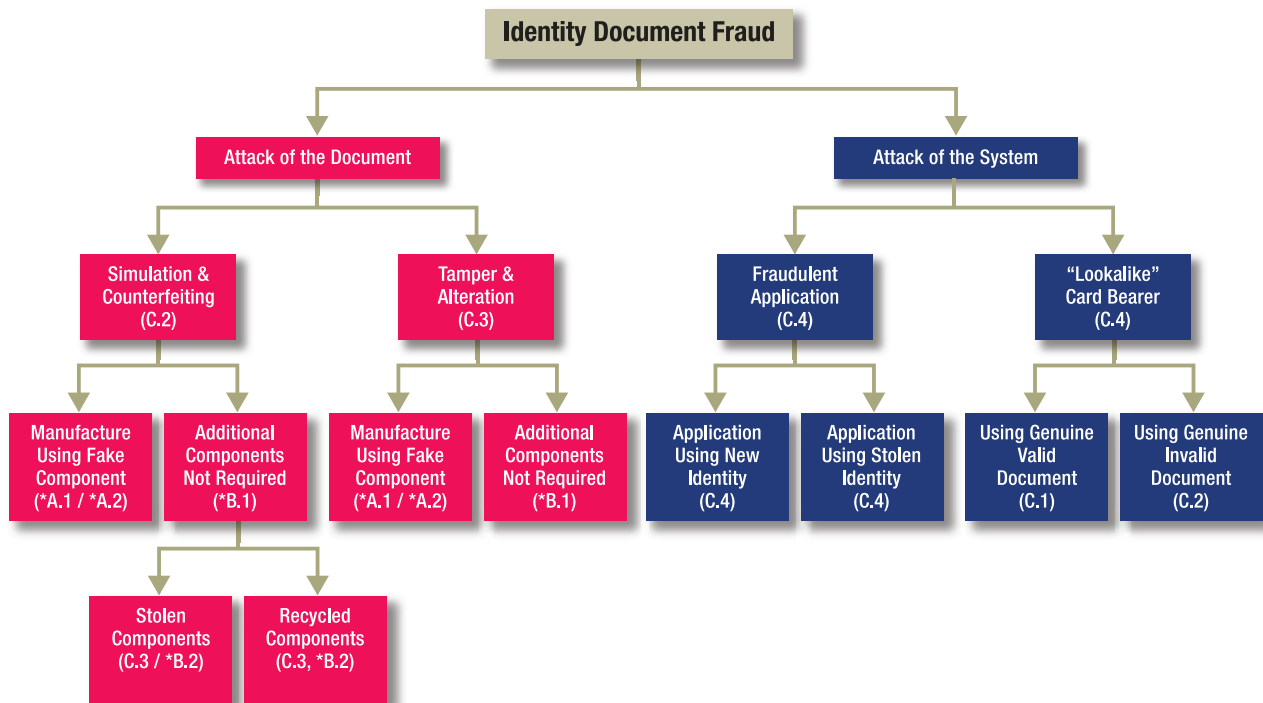 Identity Document Fraud
Attack of the Document
Attack of the System
Simulation &
Counterfeiting
(C.2)
Tamper &
Alteration
(C.3)
Fraudulent
Application
(C.4)
“Lookalike”
Card Bearer
(C.4)
Manufacture
Using Fake
Component
(*A.1 / *A.2)
Additional
Components
Not Required
(*B.1)
Manufacture
Using Fake
Component
(*A.1 / *A.2)
Additional
Components
Not Required
(*B.1)
Application
Using New
Identity
(C.4)
Application
Using Stolen
Identity
(C.4)
Using Genuine
Valid
Document
(C.1)
Using Genuine
Invalid
Document
(C.2)
Stolen
Components
(C.3 / *B.2)
Recycled
Components
(C.3, *B.2)